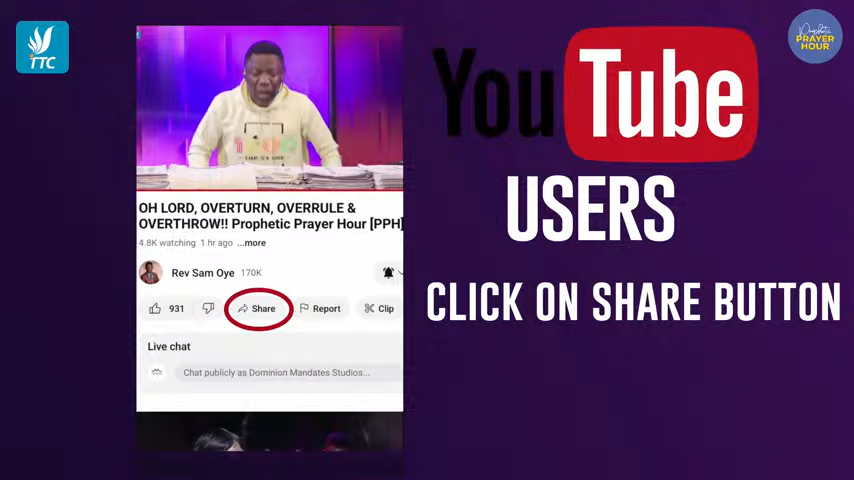 TTC
Prophetic
PRAYER
HOUR
YouTube
USERS
CLICK ON SHARE BUTTON
OH LORD, OVERTURN, OVERRULE &
OVERTHROW!! Prophetic Prayer Hour [PPH]
4.8K watching 1 hr ago ...more
Rev Sam Oye 170K
931 Share Report Clip
Live chat
Chat publicly as Dominion Mandates Studios...